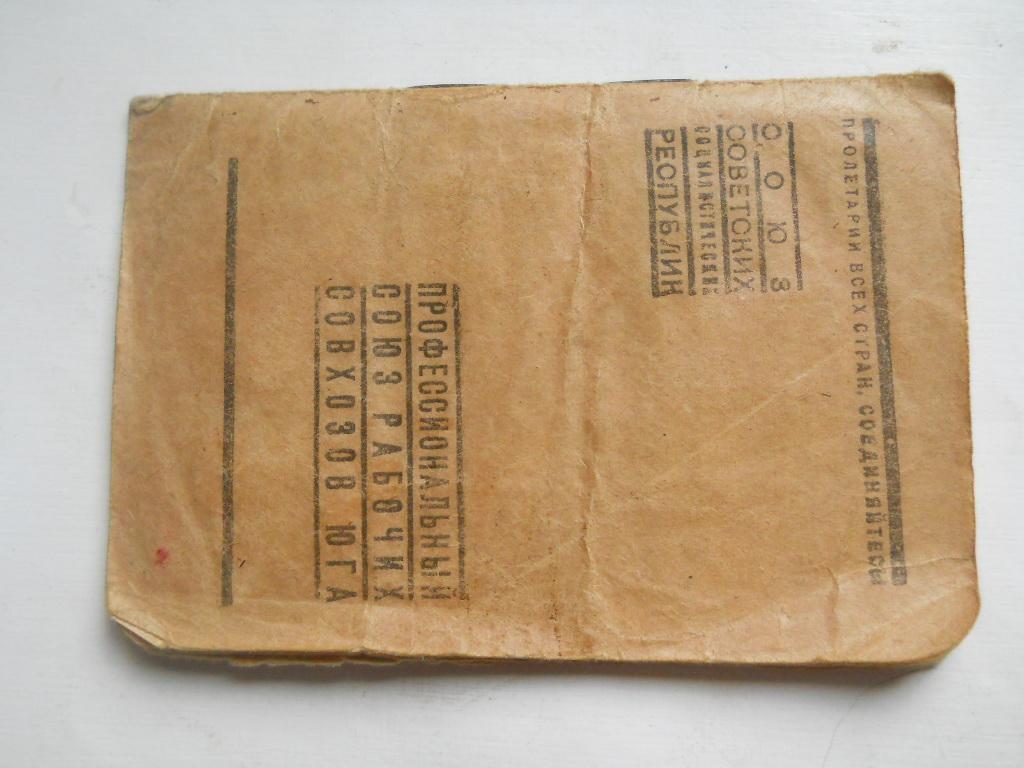 ПРОЛЕТАРИИ ВСЕХ СТРАН, СОЕДИНЯЙТЕСЬ
СОЮЗ
СОВЕТСКИХ
СОЦИАЛИСТИЧЕСКИХ
РЕСПУБЛИК
ПРОФЕССИОНАЛЬНЫЙ
СОЮЗ РАБОЧИХ
СОВХОЗОВ ЮГА